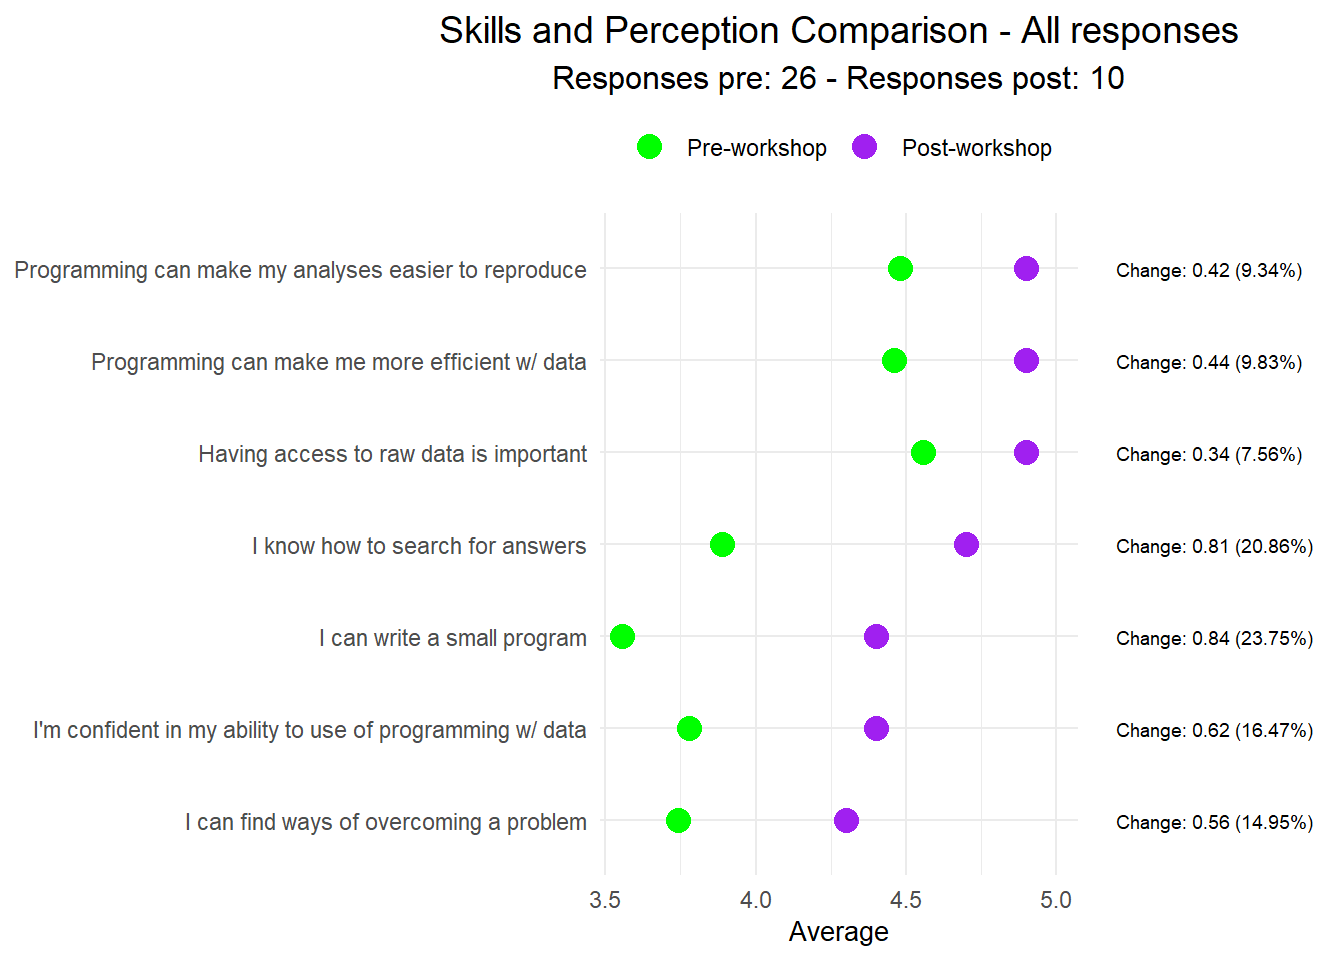 Skills and Perception Comparison - All responses
Responses pre: 26 - Responses post: 10
Pre-workshop Post-workshop
Programming can make my analyses easier to reproduce Change: 0.42 (9.34%)
Programming can make me more efficient w/ data Change: 0.44 (9.83%)
Having access to raw data is important Change: 0.34 (7.56%)
I know how to search for answers Change: 0.81 (20.86%)
I can write a small program Change: 0.84 (23.75%)
I'm confident in my ability to use of programming w/ data Change: 0.62 (16.47%)
I can find ways of overcoming a problem Change: 0.56 (14.95%)
3.5 4.0 4.5 5.0
Average